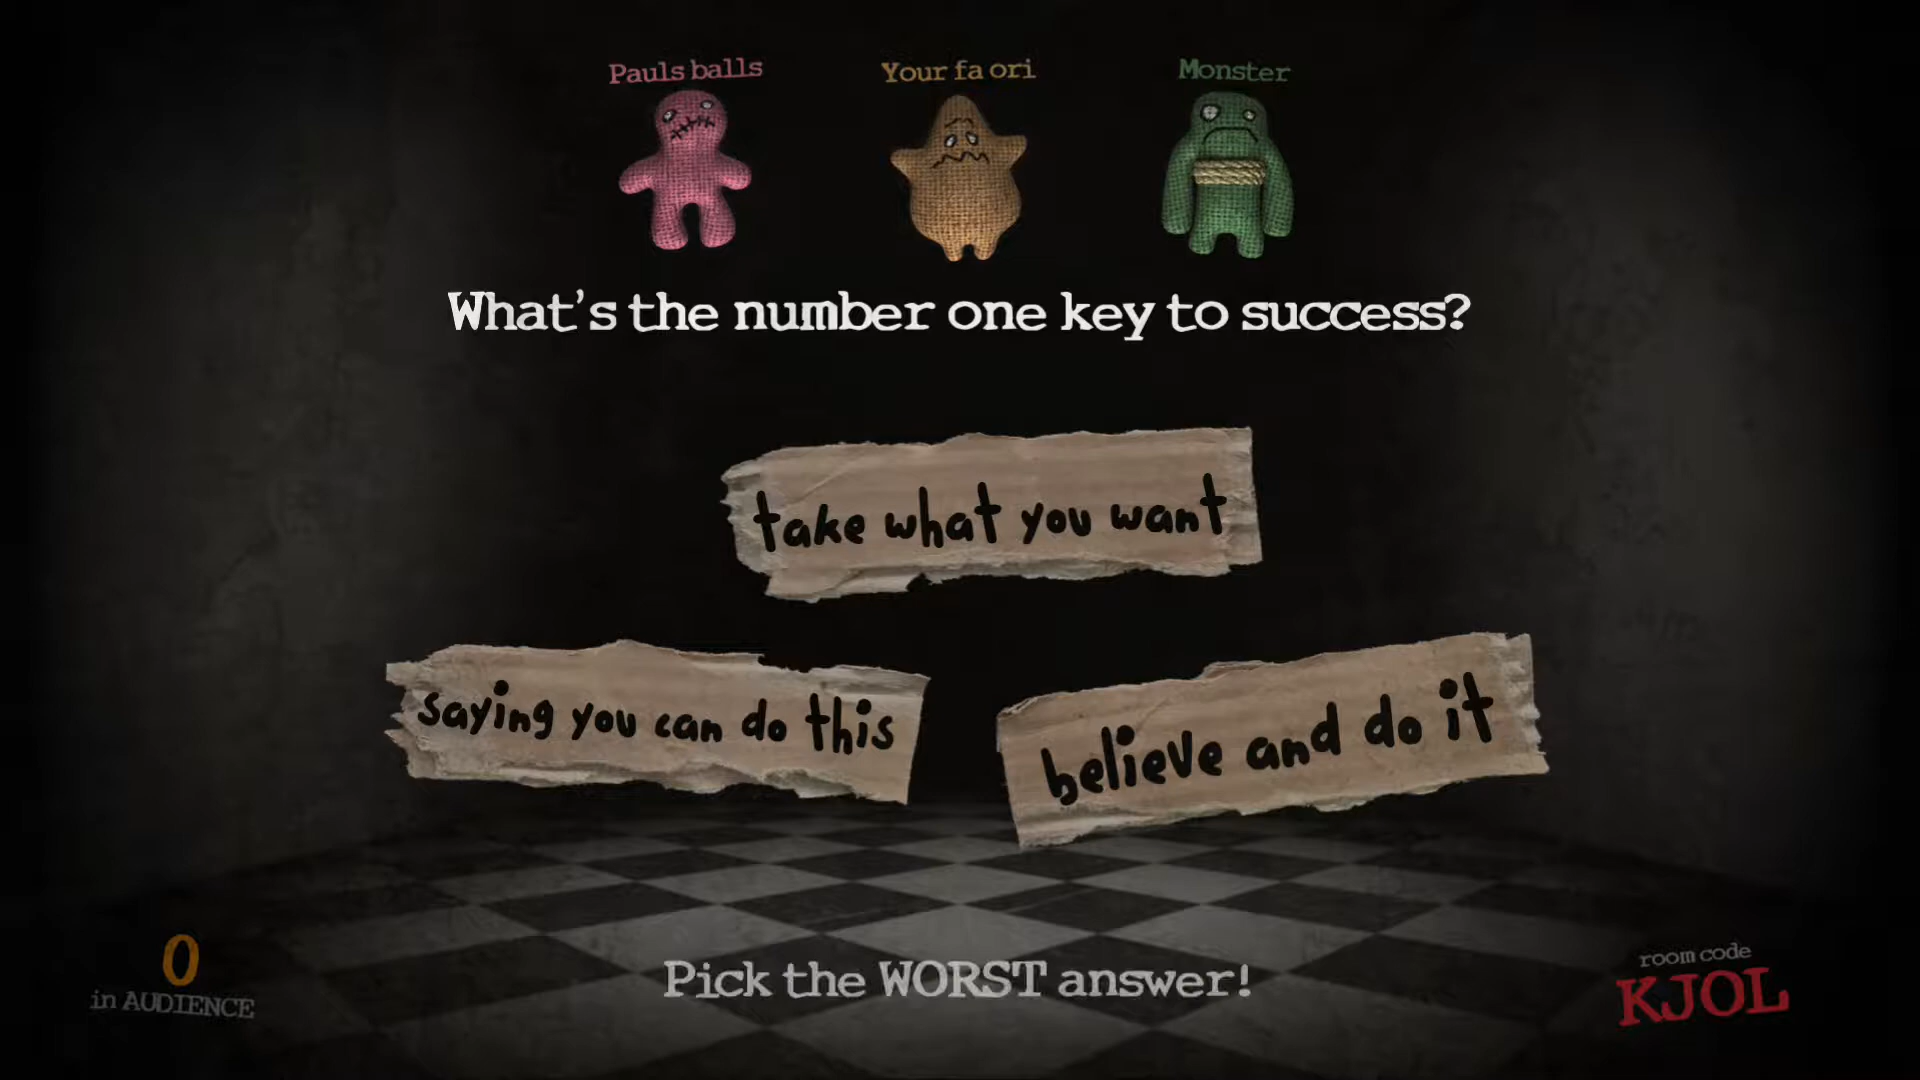 Pauls balls
Your fa ori
Monster
What's the number one key to success?
take what you want
saying you can do this
believe and do it
0
in AUDIENCE
Pick the WORST answer!
room code
KJOL